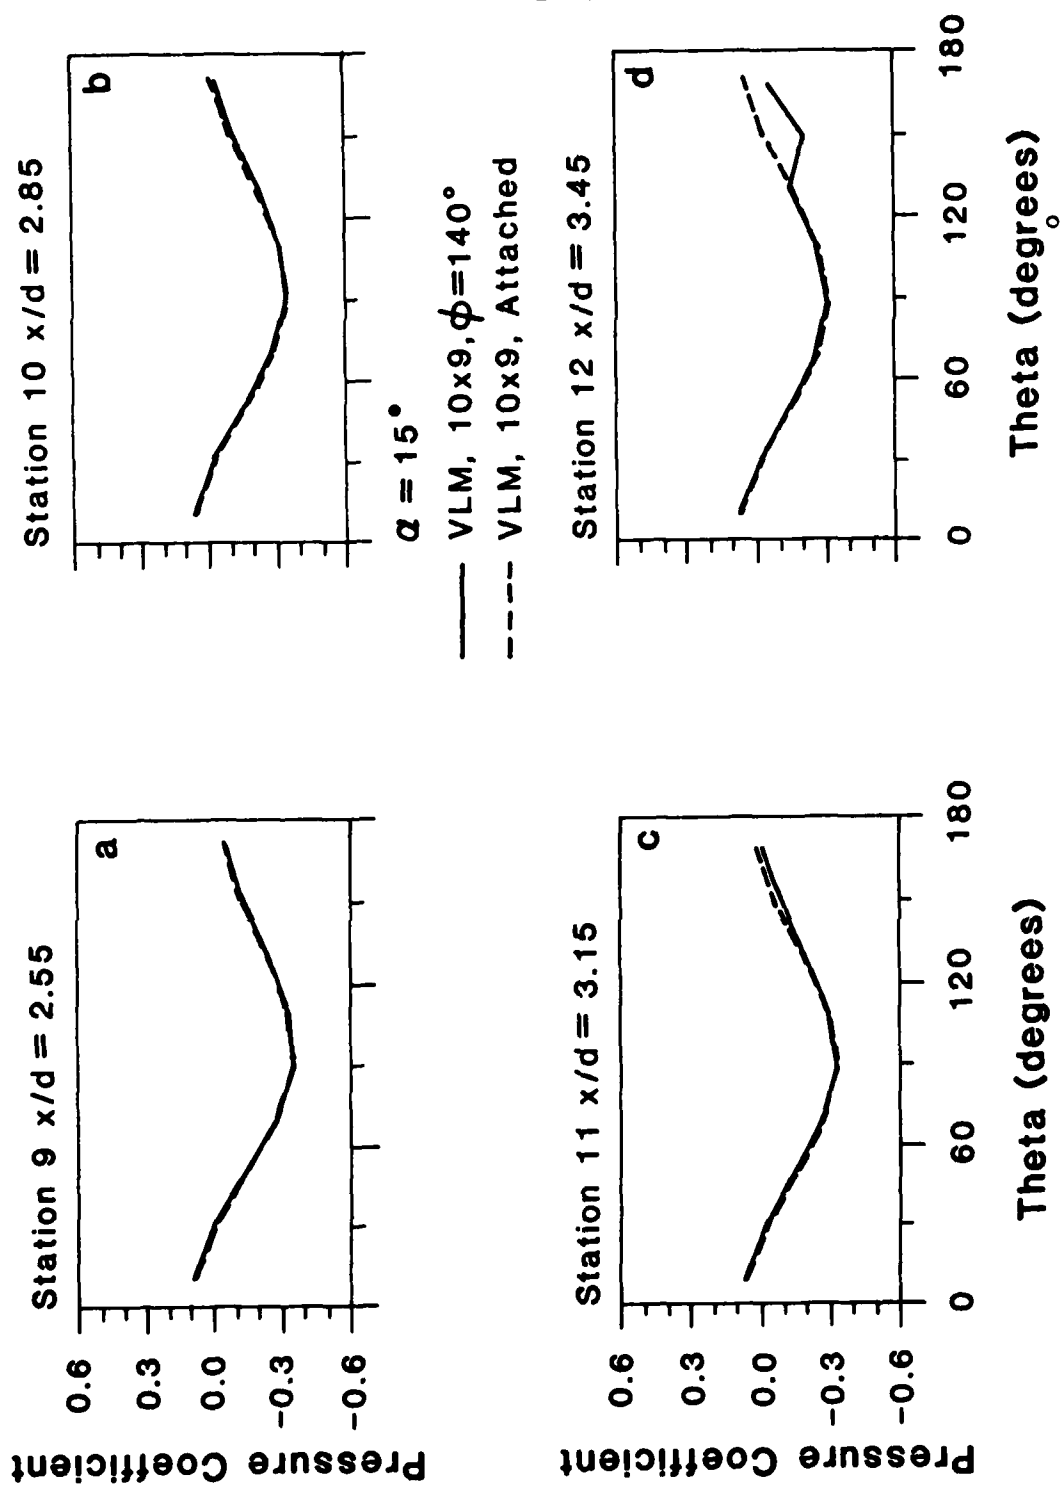 Station 9 x/d = 2.55
a
0.6
0.3
0.0
-0.3
-0.6
Pressure Coefficient
Station 10 x/d = 2.85
b
α = 15°
VLM, 10x9, ϕ=140°
VLM, 10x9, Attached
Station 11 x/d = 3.15
c
0.6
0.3
0.0
-0.3
-0.6
Pressure Coefficient
0 60 120 180
Theta (degrees)
Station 12 x/d = 3.45
d
0 60 120 180
Theta (degrees)